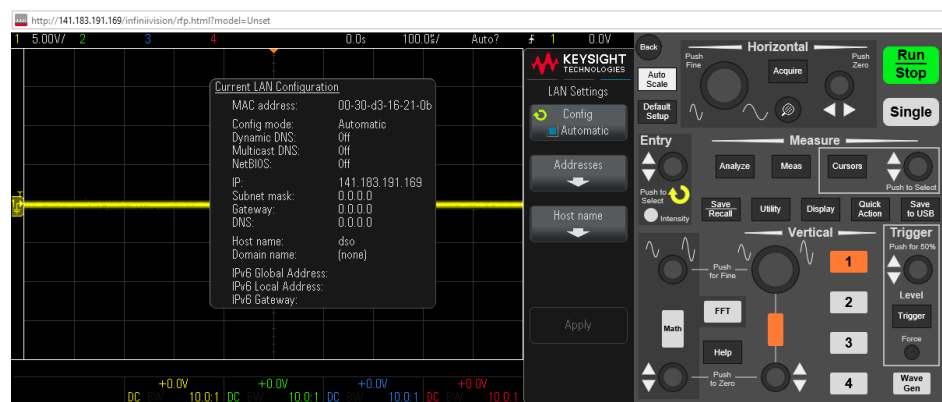 http://141.183.191.169/infiniivision/rfp.html?model=Unset
1 5.00V/ 2 3 4 0.0s 100.0%/ Auto? 1 0.0V
Current LAN Configuration
MAC address: 00-30-d3-16-21-0b
Config mode: Automatic
Dynamic DNS: Off
Multicast DNS: Off
NetBIOS: Off
IP: 141.183.191.169
Subnet mask: 0.0.0.0
Gateway: 0.0.0.0
DNS: 0.0.0.0
Host name: dso
Domain name: (none)
IPv6 Global Address:
IPv6 Local Address:
IPv6 Gateway:
+0.0V +0.0V +0.0V +0.0V
DC BW 10.0:1 DC BW 10.0:1 DC BW 10.0:1 DC BW 10.0:1
KEYSIGHT
TECHNOLOGIES
LAN Settings
Config
Automatic
Addresses
Host name
Apply
Back
Horizontal
Push
Fine
Push
Zero
Run
Stop
Auto
Scale
Acquire
Default
Setup
Single
Entry
Measure
Analyze
Meas
Cursors
Push to Select
Push to
Select
Intensity
Save
Recall
Utility
Display
Quick
Action
Save
to USB
Vertical
Trigger
Push for 50%
Push
for Fine
1
Level
FFT
2
Trigger
Math
Force
Help
3
Push
to Zero
4
Wave
Gen